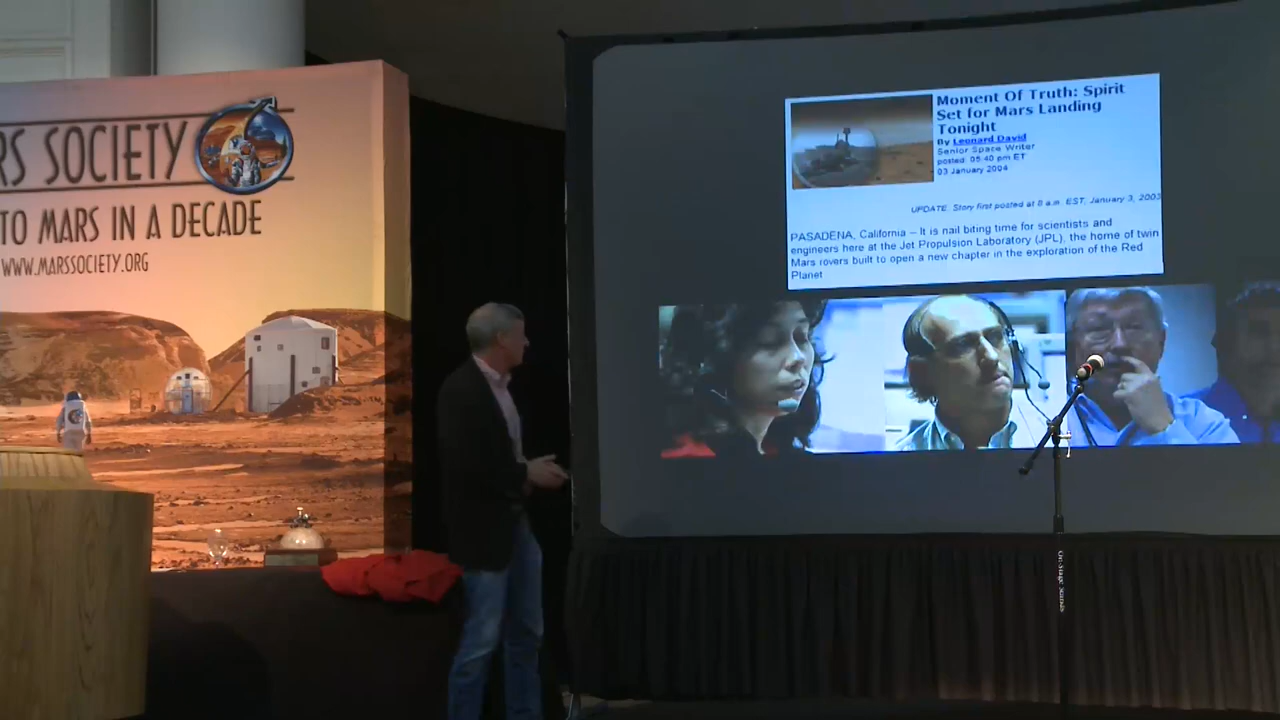 RS SOCIETY
TO MARS IN A DECADE
WWW.MARSSOCIETY.ORG
Moment Of Truth: Spirit
Set for Mars Landing
Tonight
By Leonard David
Senior Space Writer
posted: 05:40 pm ET
03 January 2004
UPDATE: Story first posted at 8 a.m. EST, January 3, 2003
PASADENA, California – It is nail biting time for scientists and
engineers here at the Jet Propulsion Laboratory (JPL), the home of twin
Mars rovers built to open a new chapter in the exploration of the Red
Planet
On-Stage Stands